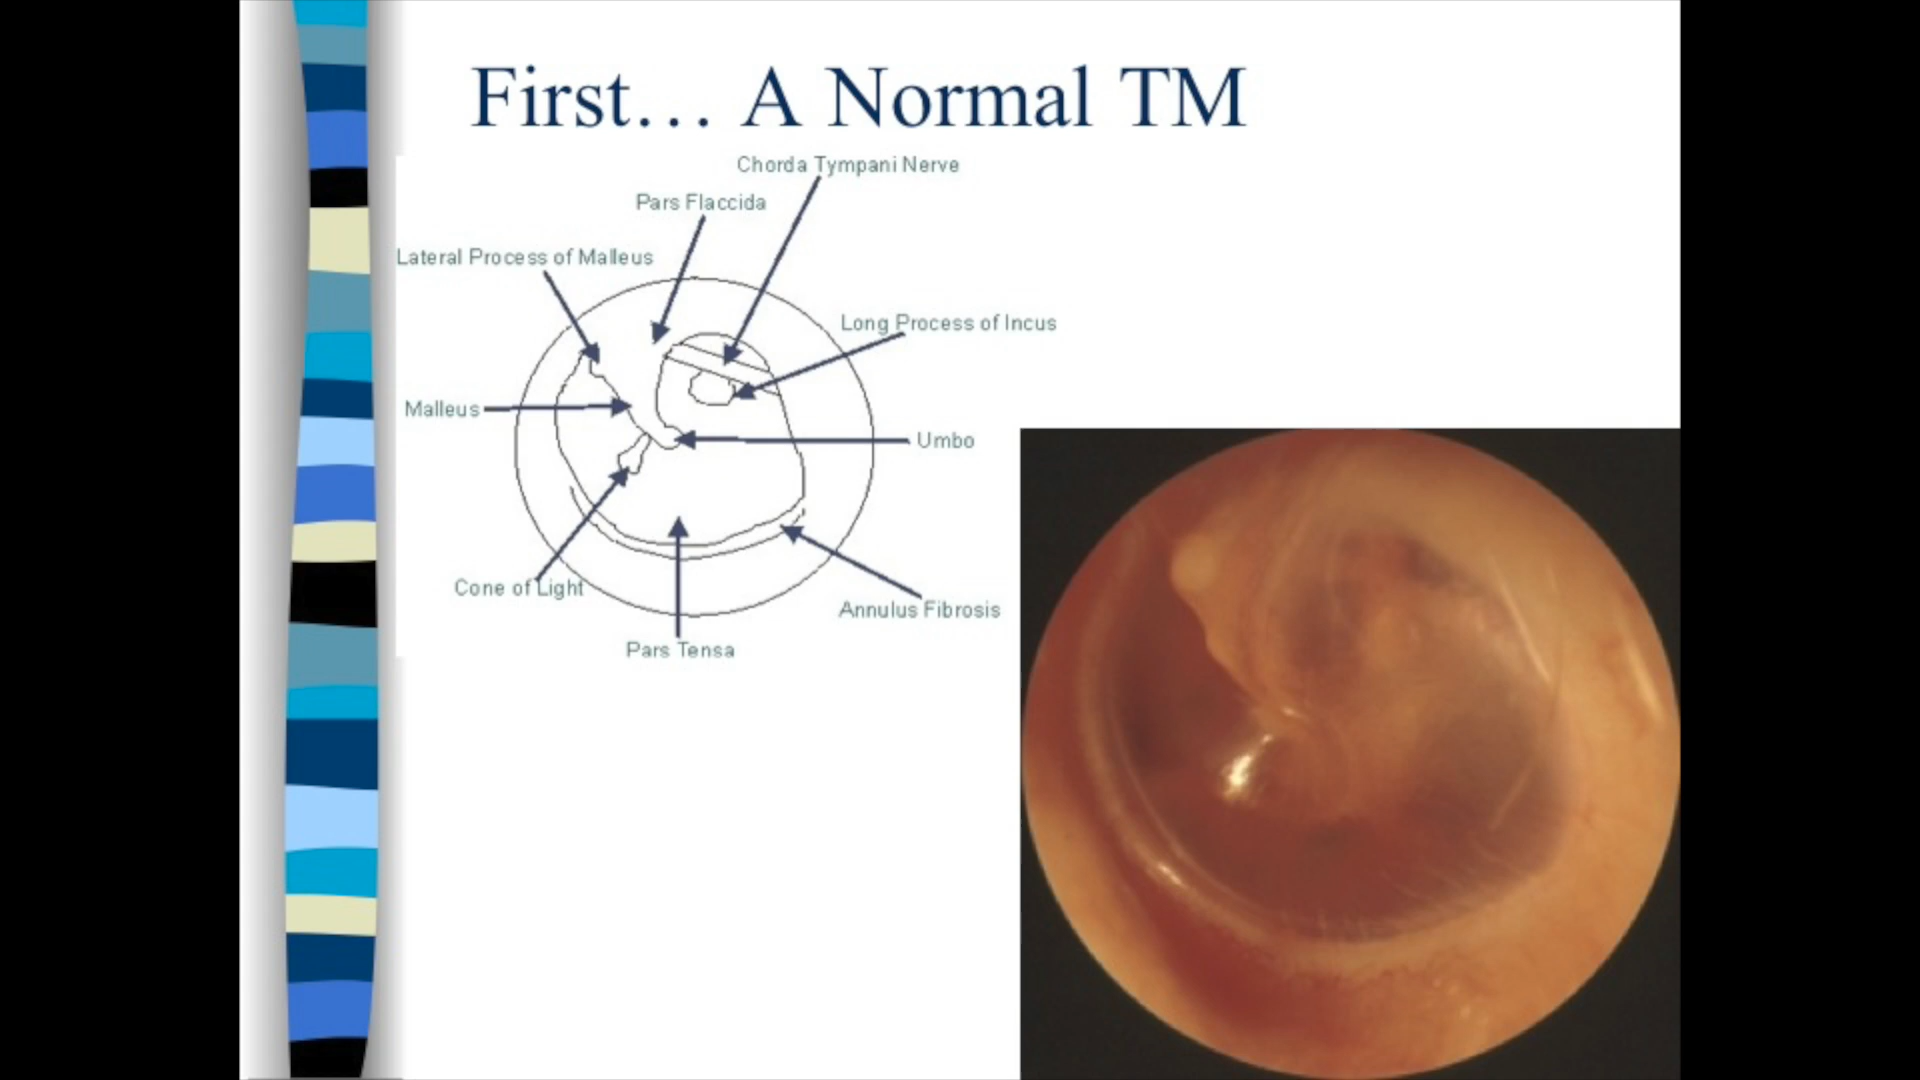 First… A Normal TM
Chorda Tympani Nerve
Pars Flaccida
Lateral Process of Malleus
Long Process of Incus
Malleus
Umbo
Cone of Light
Annulus Fibrosis
Pars Tensa